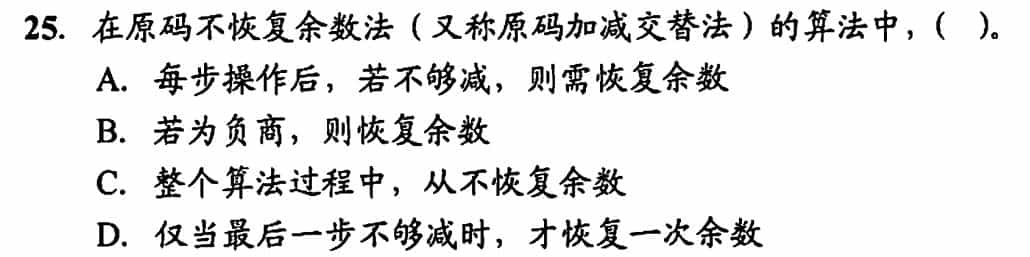 25. 在原码不恢复余数法（又称原码加减交替法）的算法中，（ ）。
A. 每步操作后，若不够减，则需恢复余数
B. 若为负商，则恢复余数
C. 整个算法过程中，从不恢复余数
D. 仅当最后一步不够减时，才恢复一次余数